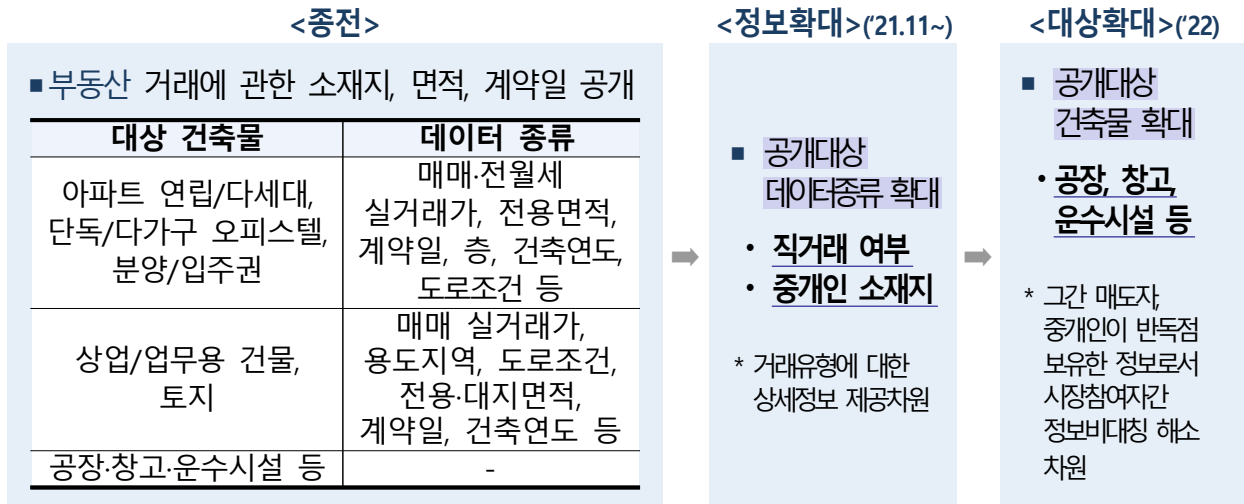 <종전>
■ 부동산 거래에 관한 소재지, 면적, 계약일 공개
대상 건축물
데이터 종류
아파트 연립/다세대,
단독/다가구 오피스텔,
분양/입주권
매매·전월세
실거래가, 전용면적,
계약일, 층, 건축연도,
도로조건 등
상업/업무용 건물,
토지
매매 실거래가,
용도지역, 도로조건,
전용·대지면적,
계약일, 건축연도 등
공장·창고·운수시설 등
-
<정보확대>('21.11~)
■ 공개대상
데이터종류 확대
• 직거래 여부
• 중개인 소재지
* 거래유형에 대한
상세정보 제공차원
<대상확대>('22)
■ 공개대상
건축물 확대
• 공장, 창고,
운수시설 등
* 그간 매도자,
중개인이 반독점
보유한 정보로서
시장참여자간
정보비대칭 해소
차원